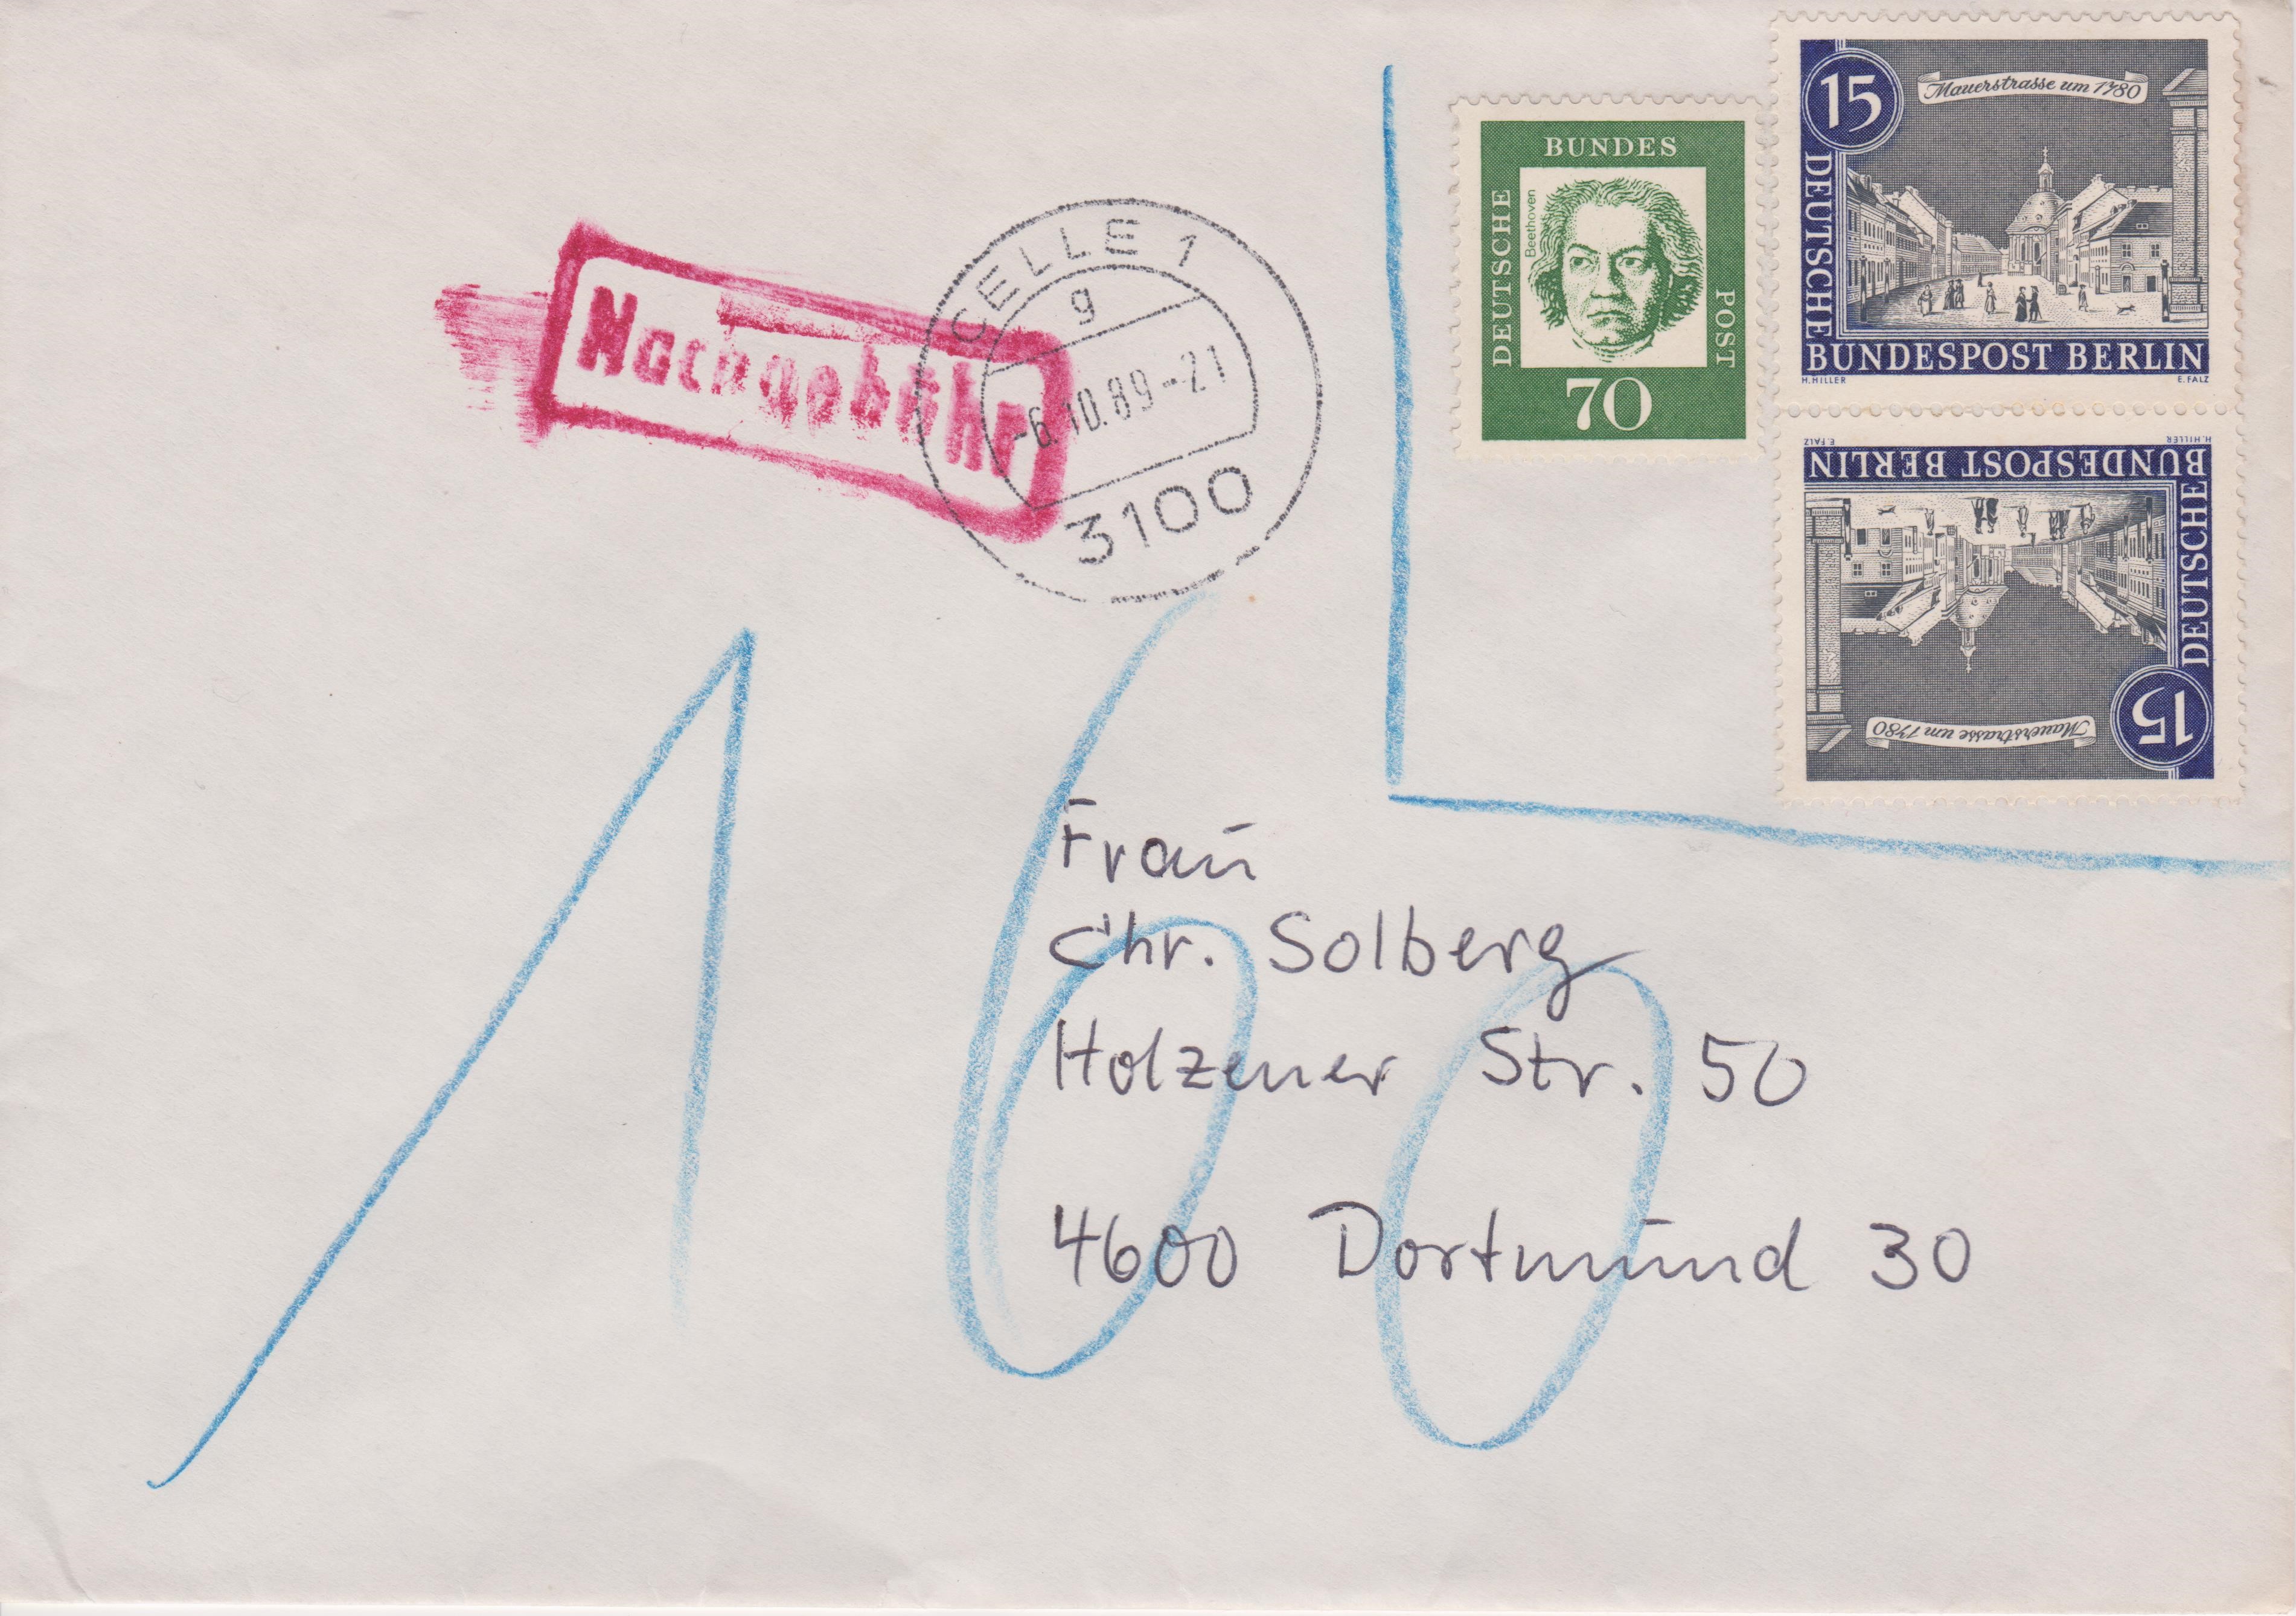 15
Mauerstrasse um 1780
DEUTSCHE
BUNDESPOST BERLIN
H. HILLER E. FALZ
BUNDES
DEUTSCHE
POST
Beethoven
70
15
Mauerstrasse um 1780
DEUTSCHE
BUNDESPOST BERLIN
H. HILLER E. FALZ
Nachgebühr
CELLE 1
g
-6.10.89-21
3100
160
Frau
Chr. Solberg
Holzener Str. 50
4600 Dortmund 30